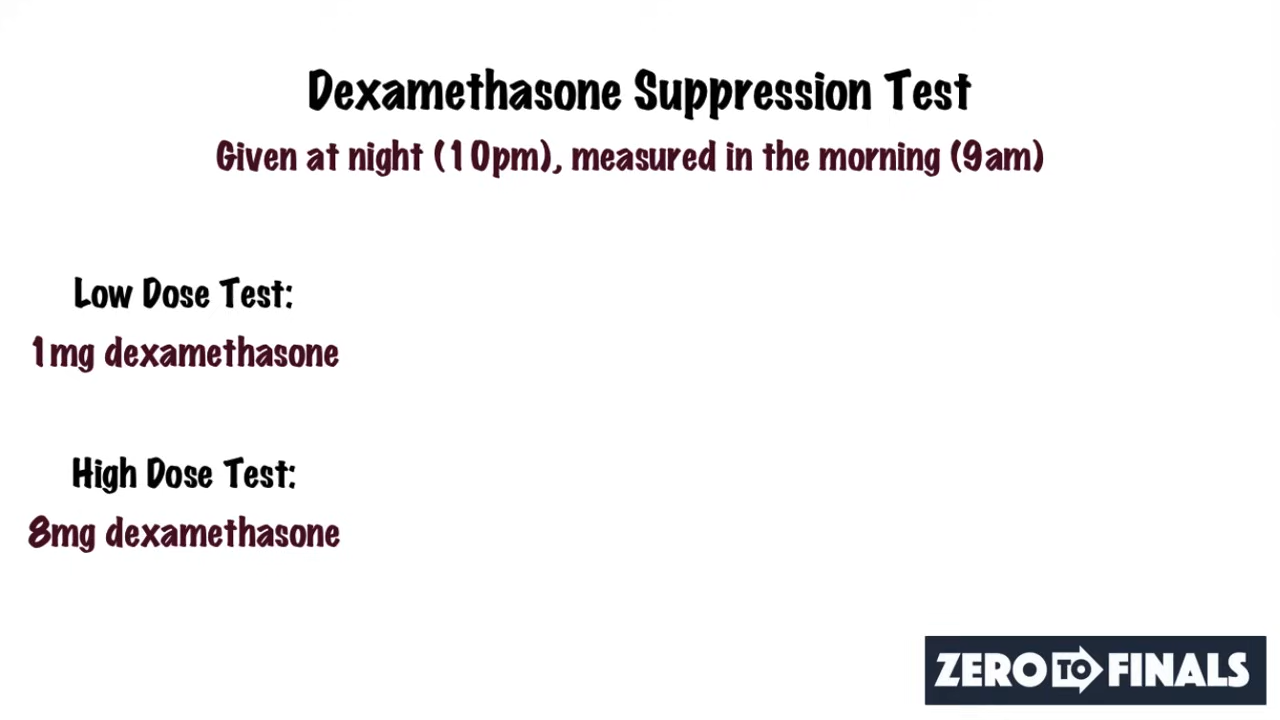 Dexamethasone Suppression Test
Given at night (10pm), measured in the morning (9am)
Low Dose Test:
1mg dexamethasone
High Dose Test:
8mg dexamethasone
ZERO TO FINALS